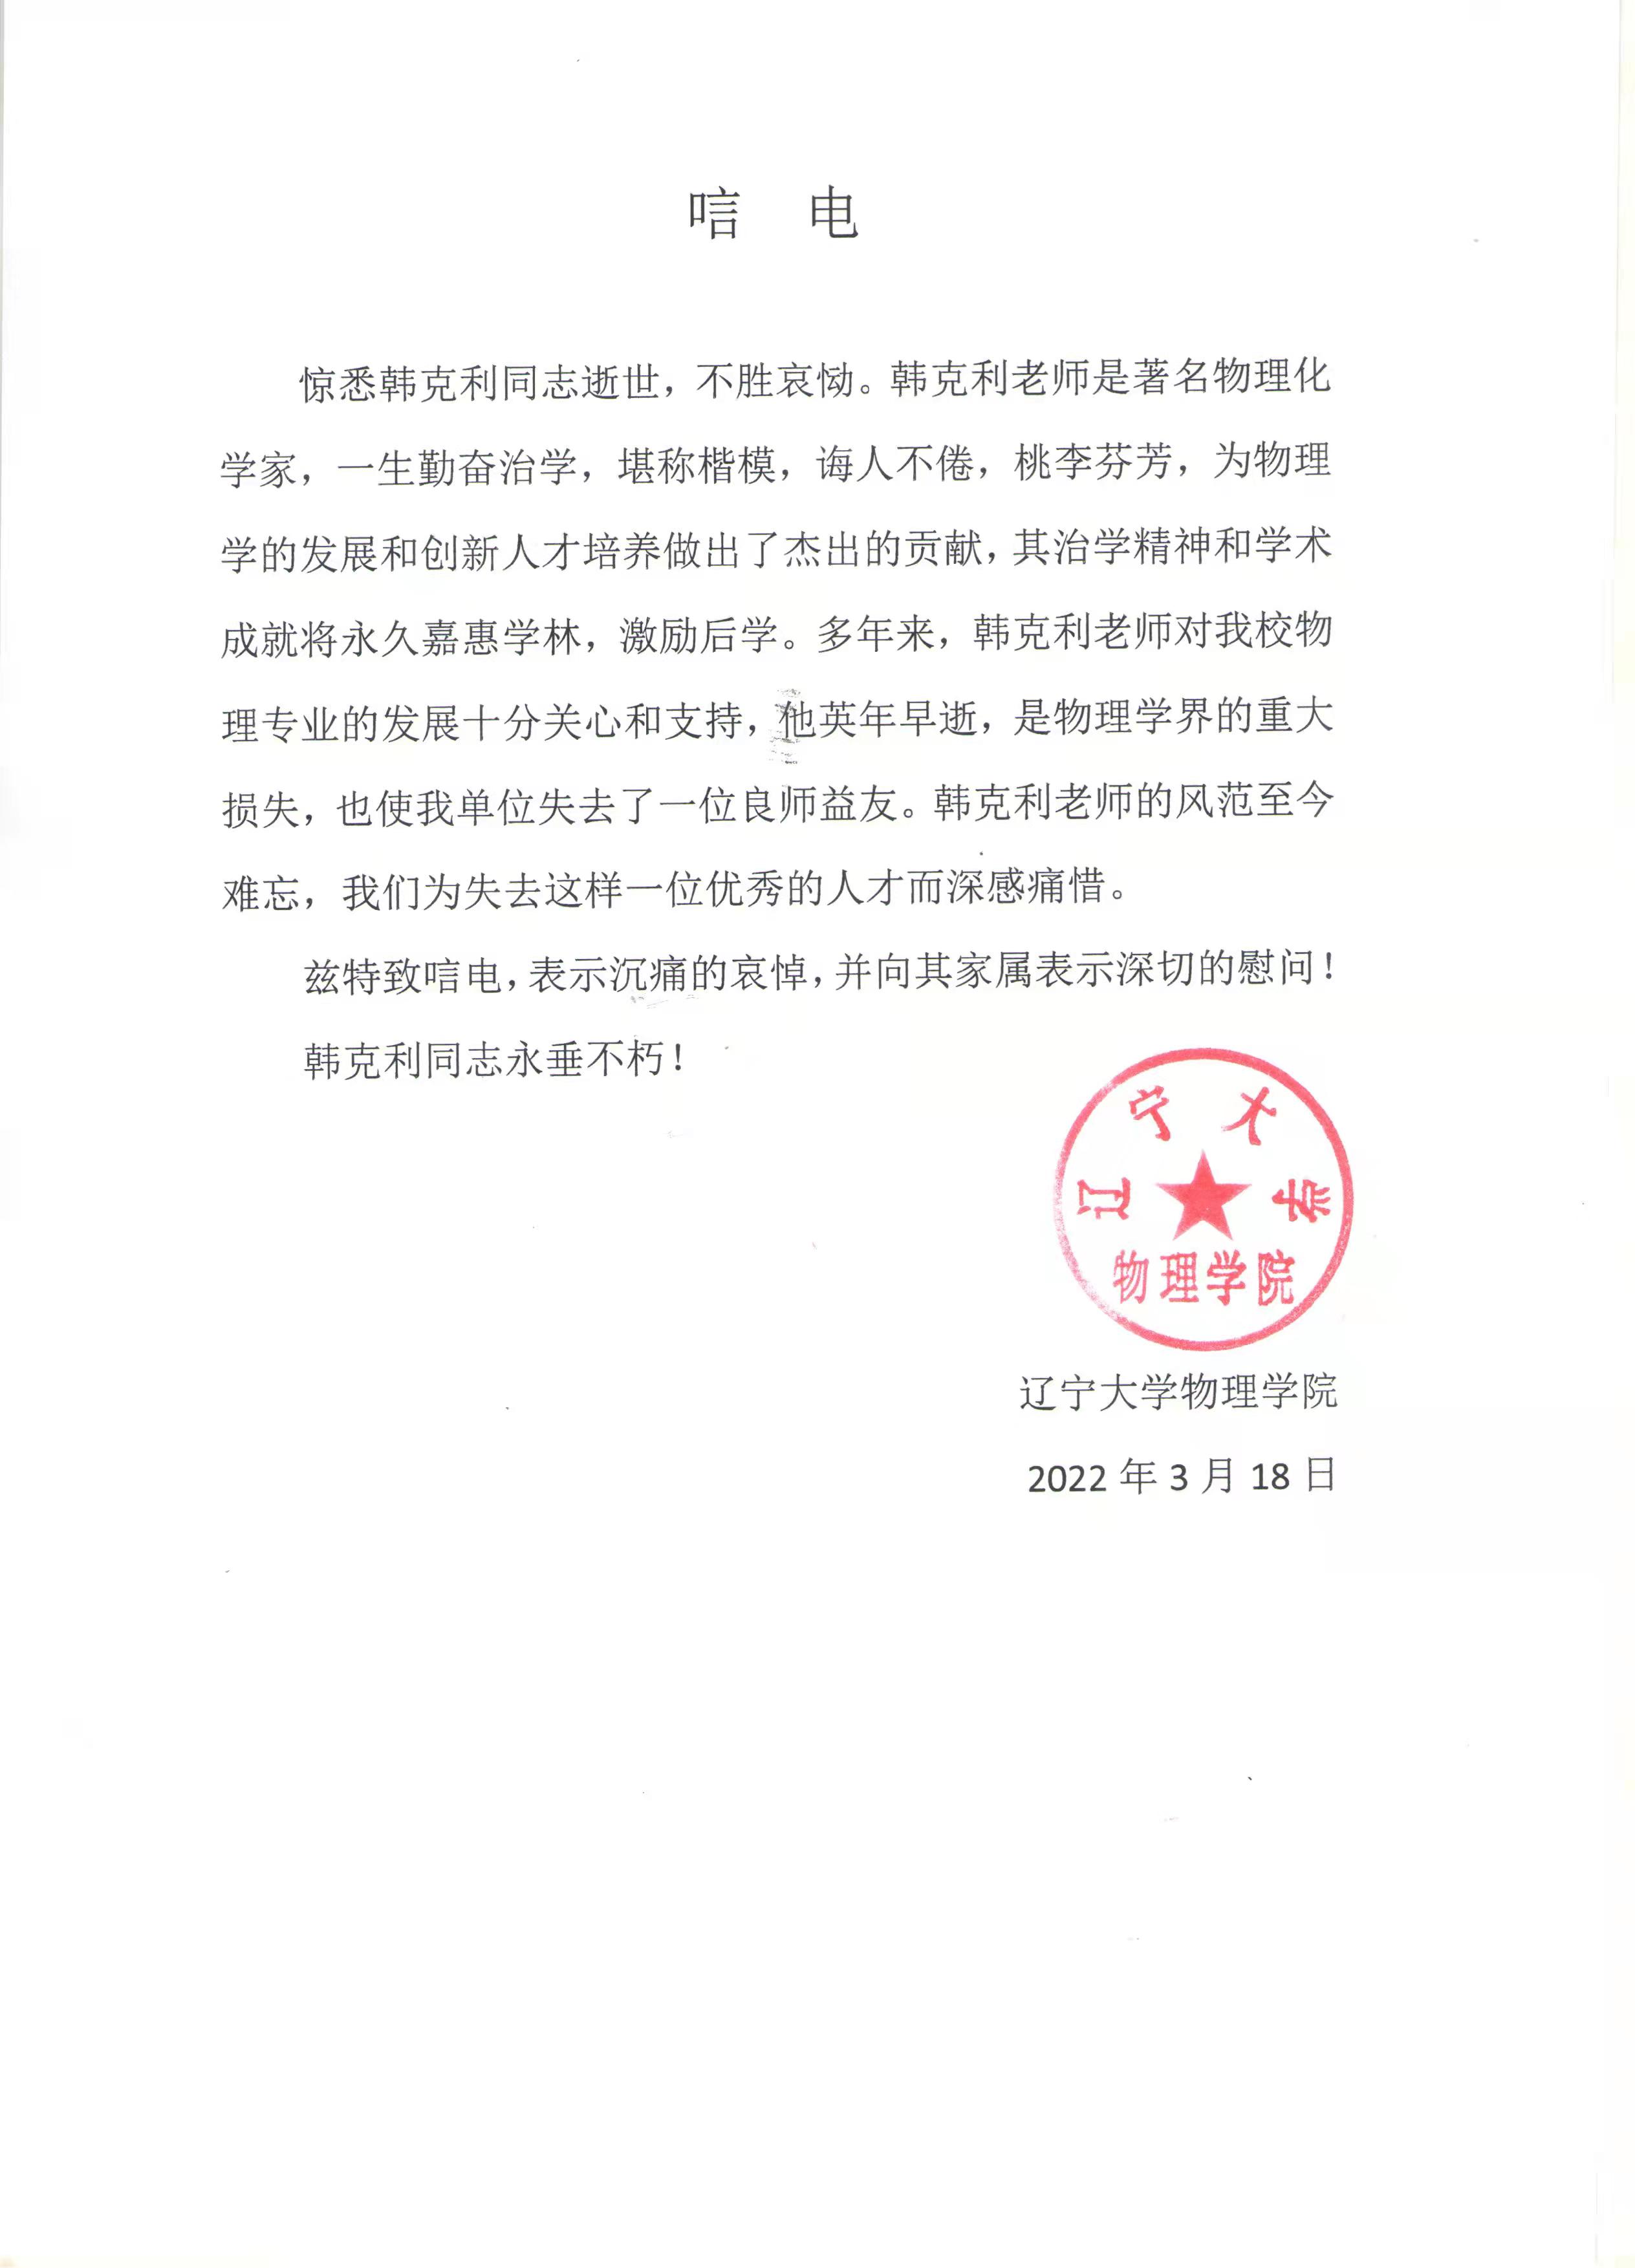 唁 电
惊悉韩克利同志逝世，不胜哀恸。韩克利老师是著名物理化
学家，一生勤奋治学，堪称楷模，诲人不倦，桃李芬芳，为物理
学的发展和创新人才培养做出了杰出的贡献，其治学精神和学术
成就将永久嘉惠学林，激励后学。多年来，韩克利老师对我校物
理专业的发展十分关心和支持，他英年早逝，是物理学界的重大
损失，也使我单位失去了一位良师益友。韩克利老师的风范至今
难忘，我们为失去这样一位优秀的人才而深感痛惜。
兹特致唁电，表示沉痛的哀悼，并向其家属表示深切的慰问！
韩克利同志永垂不朽！
辽宁大学
物理学院
辽宁大学物理学院
2022 年 3 月 18 日